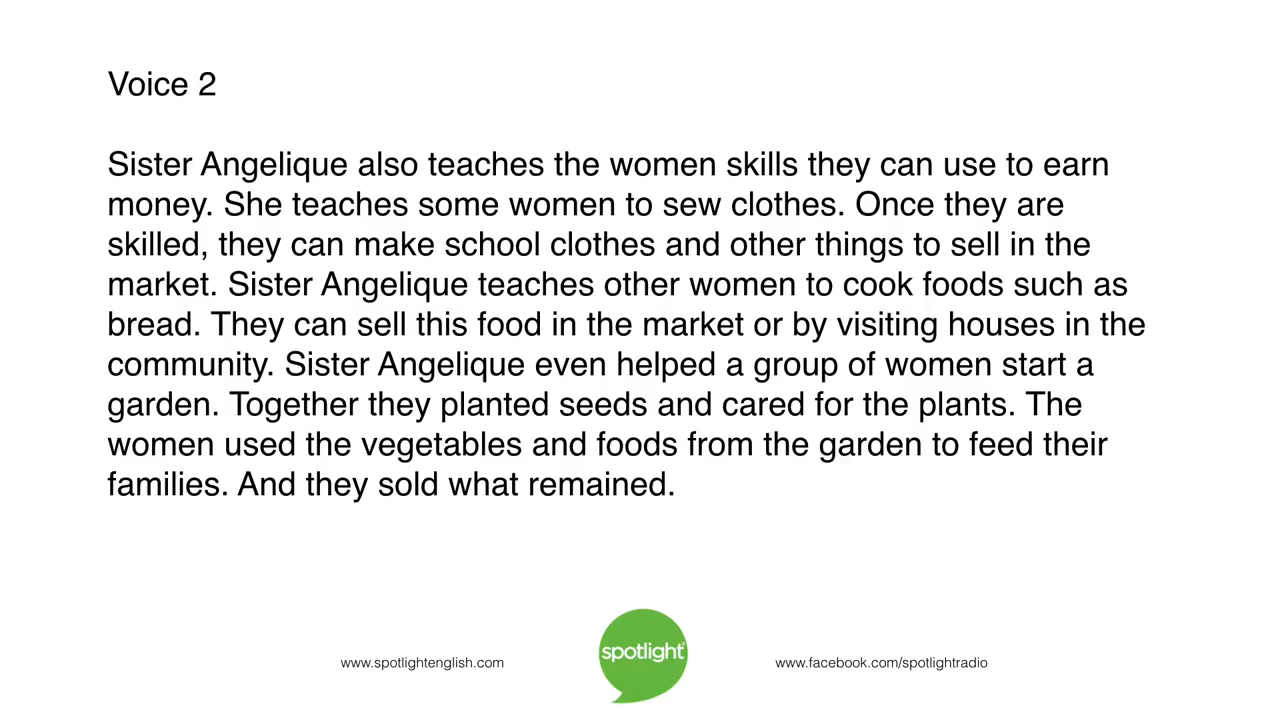 Voice 2
Sister Angelique also teaches the women skills they can use to earn
money. She teaches some women to sew clothes. Once they are
skilled, they can make school clothes and other things to sell in the
market. Sister Angelique teaches other women to cook foods such as
bread. They can sell this food in the market or by visiting houses in the
community. Sister Angelique even helped a group of women start a
garden. Together they planted seeds and cared for the plants. The
women used the vegetables and foods from the garden to feed their
families. And they sold what remained.
www.spotlightenglish.com
spotlight®
www.facebook.com/spotlightradio